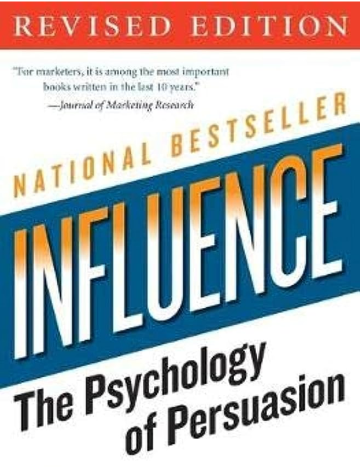 REVISED EDITION
"For marketers, it is among the most important
books written in the last 10 years."
—Journal of Marketing Research
NATIONAL BESTSELLER
INFLUENCE
The Psychology
of Persuasion